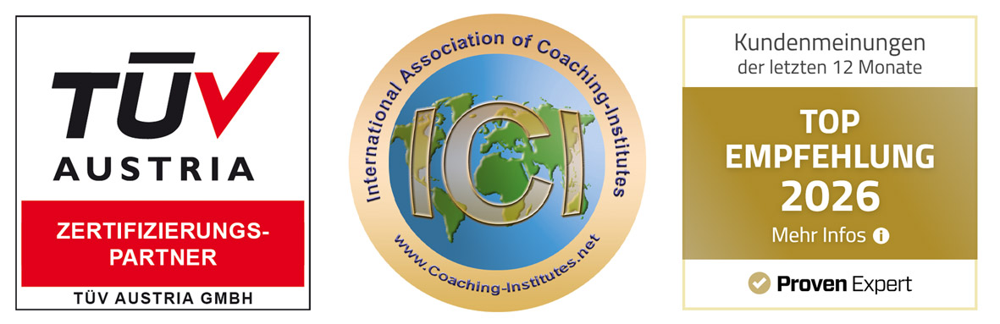 TÜV
AUSTRIA
ZERTIFIZIERUNGS-
PARTNER
TÜV AUSTRIA GMBH
International Association of Coaching-Institutes
ICI
www.Coaching-Institutes.net
Kundenmeinungen
der letzten 12 Monate
TOP
EMPFEHLUNG
2026
Mehr Infos i
Proven Expert